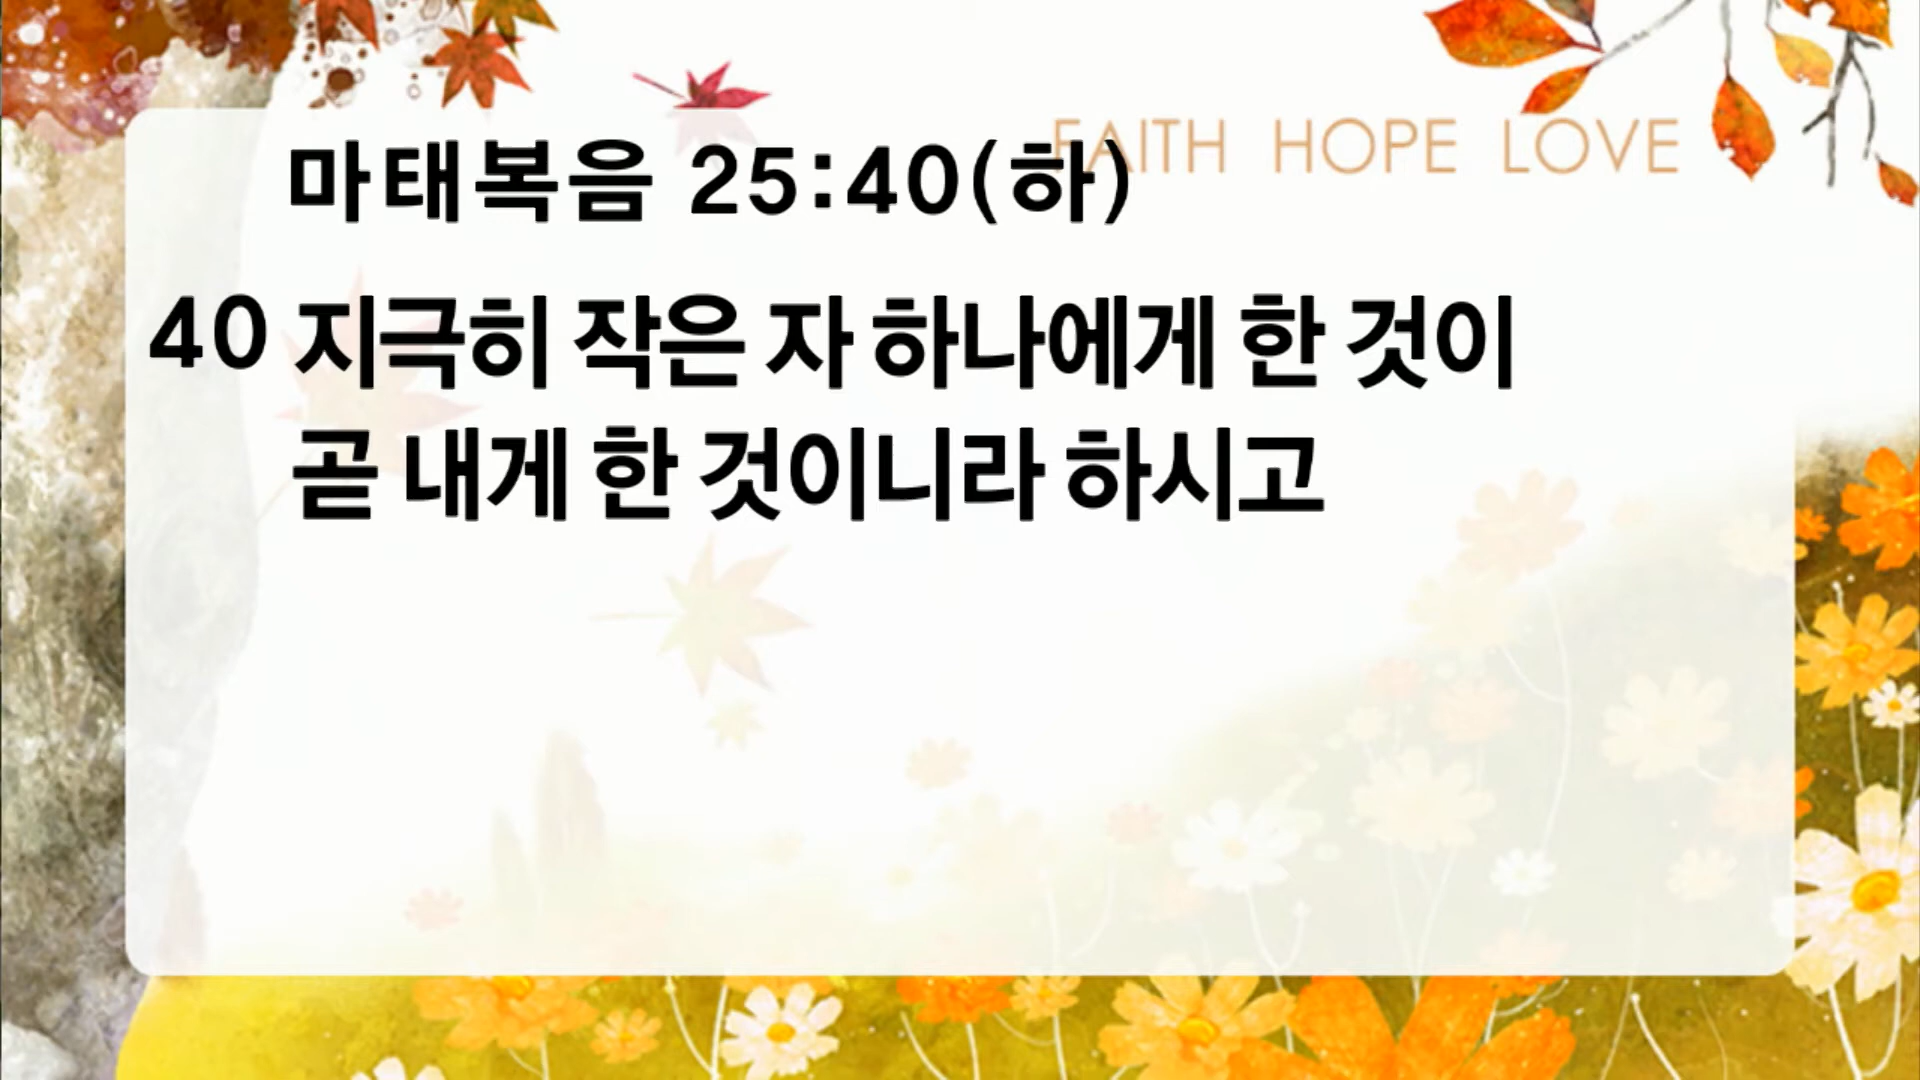 FAITH HOPE LOVE
마태복음 25:40(하)
40 지극히 작은 자 하나에게 한 것이
곧 내게 한 것이니라 하시고